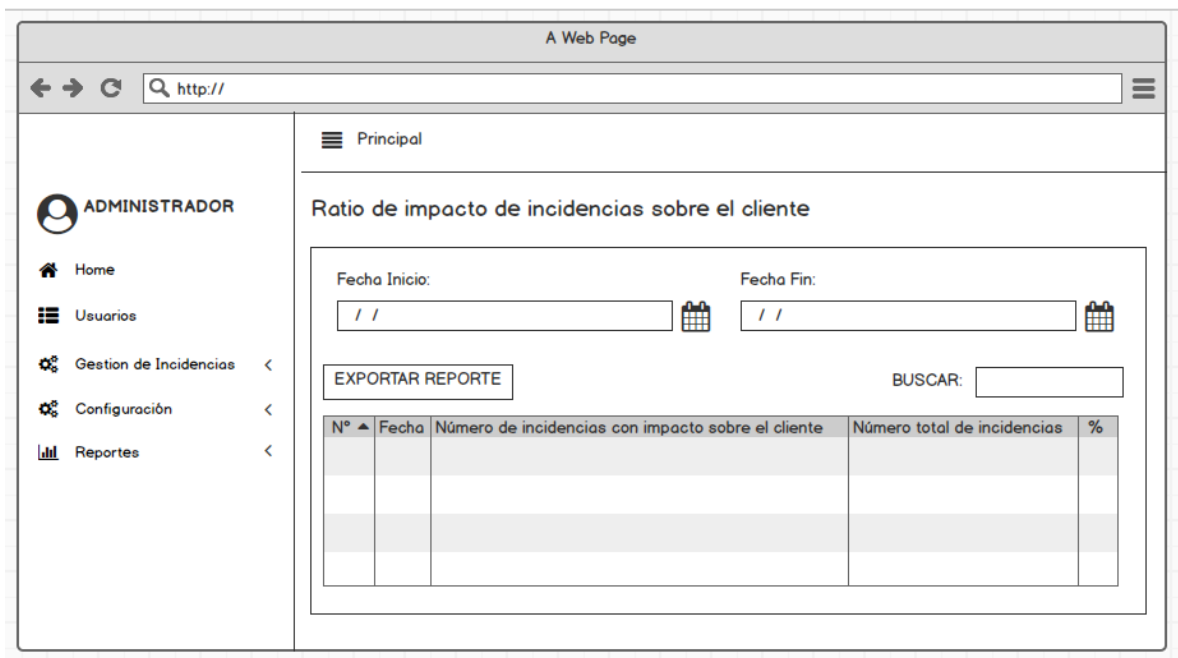 A Web Page
http://
Principal
ADMINISTRADOR
Home
Usuarios
Gestion de Incidencias
Configuración
Reportes
Ratio de impacto de incidencias sobre el cliente
Fecha Inicio: Fecha Fin:
/ / / /
EXPORTAR REPORTE BUSCAR:
N° Fecha Número de incidencias con impacto sobre el cliente Número total de incidencias %